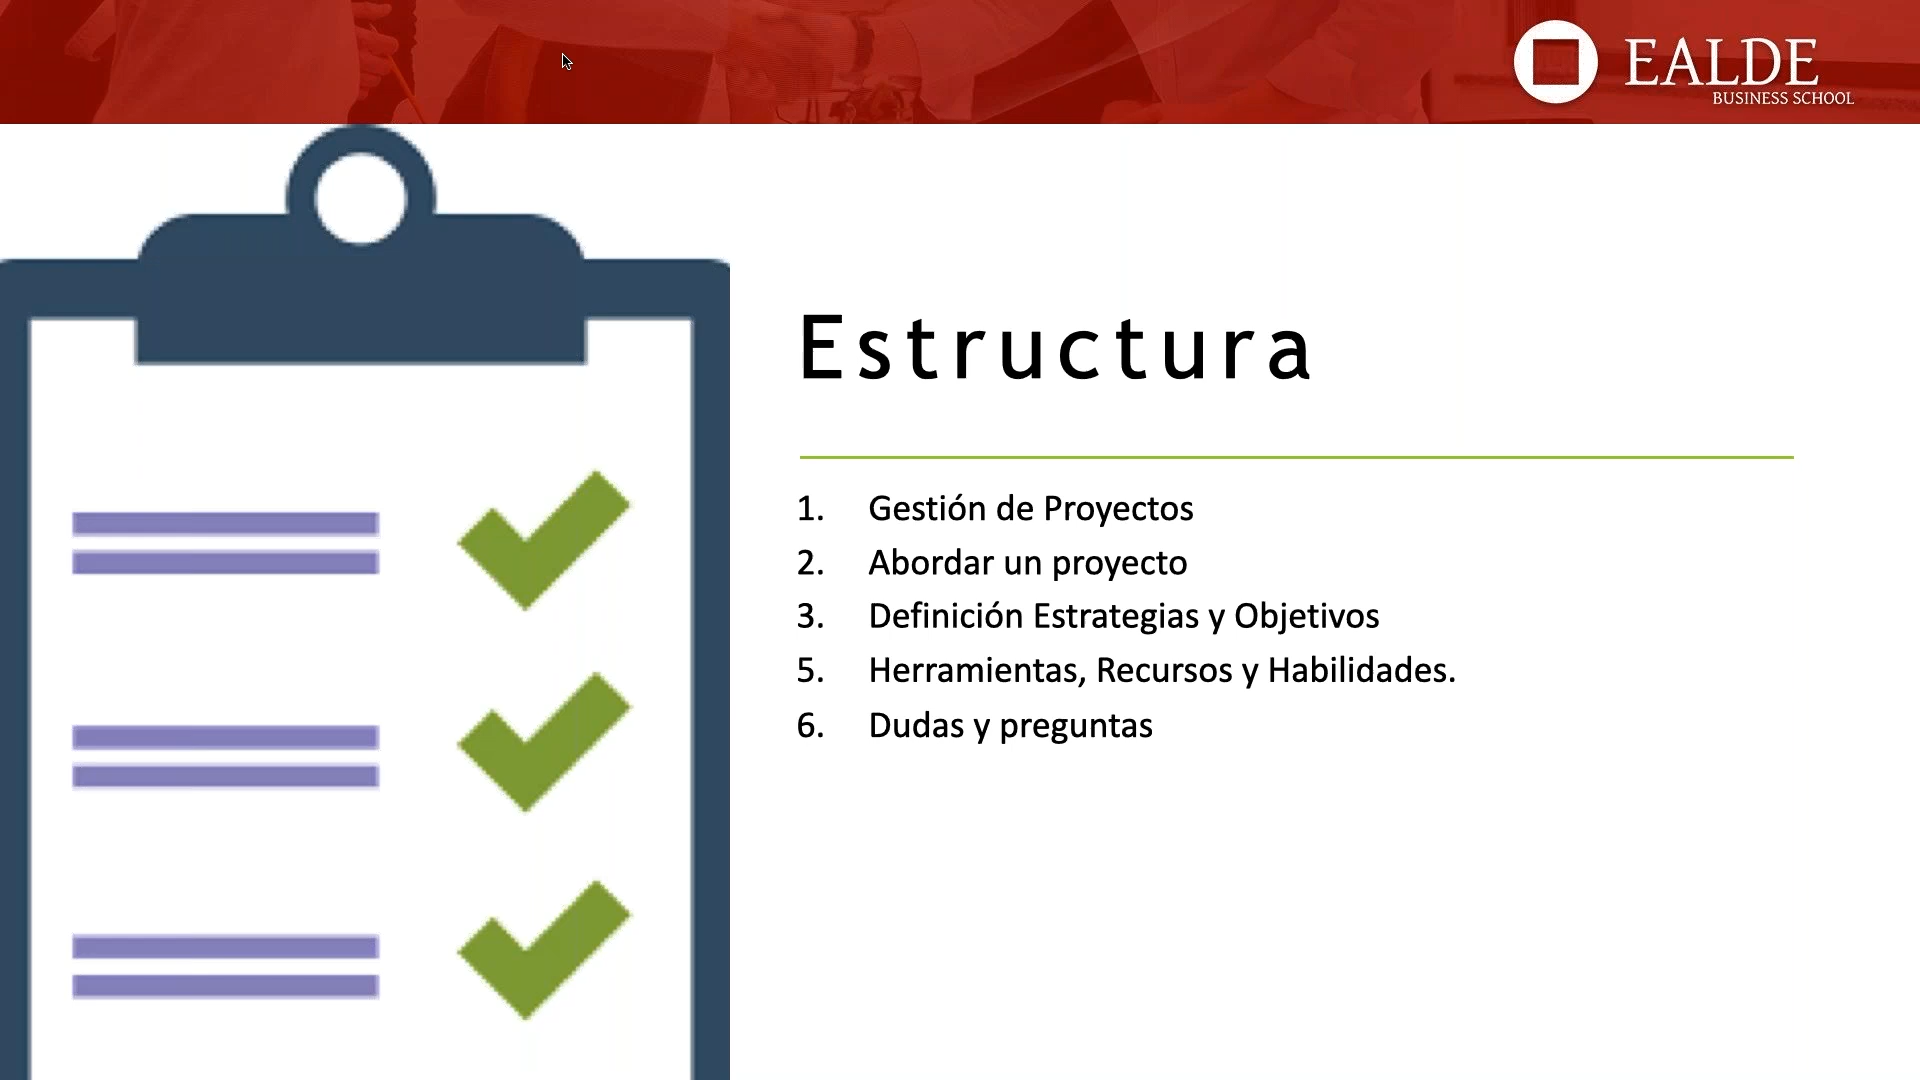 EALDE
BUSINESS SCHOOL
Estructura
1. Gestión de Proyectos
2. Abordar un proyecto
3. Definición Estrategias y Objetivos
5. Herramientas, Recursos y Habilidades.
6. Dudas y preguntas